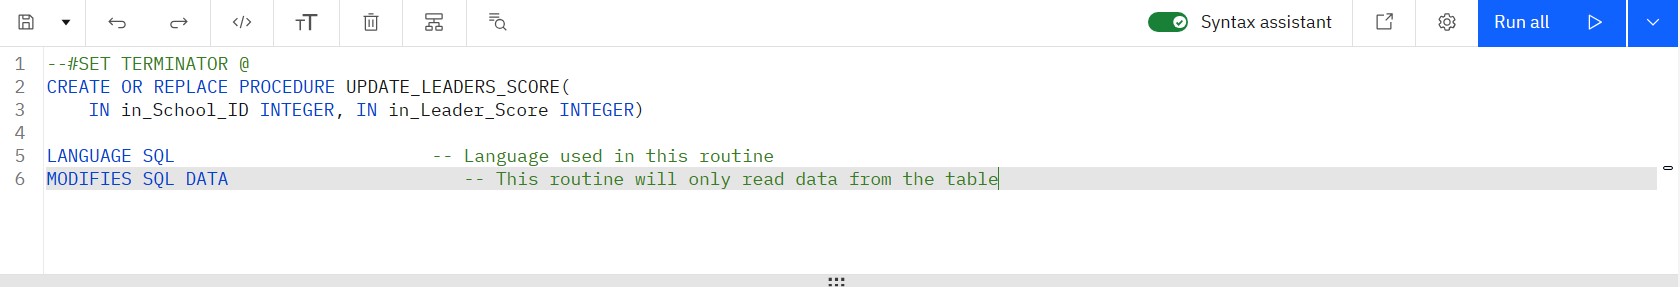 </> TT Syntax assistant Run all
1 --#SET TERMINATOR @
2 CREATE OR REPLACE PROCEDURE UPDATE_LEADERS_SCORE(
3 IN in_School_ID INTEGER, IN in_Leader_Score INTEGER)
4
5 LANGUAGE SQL -- Language used in this routine
6 MODIFIES SQL DATA -- This routine will only read data from the table